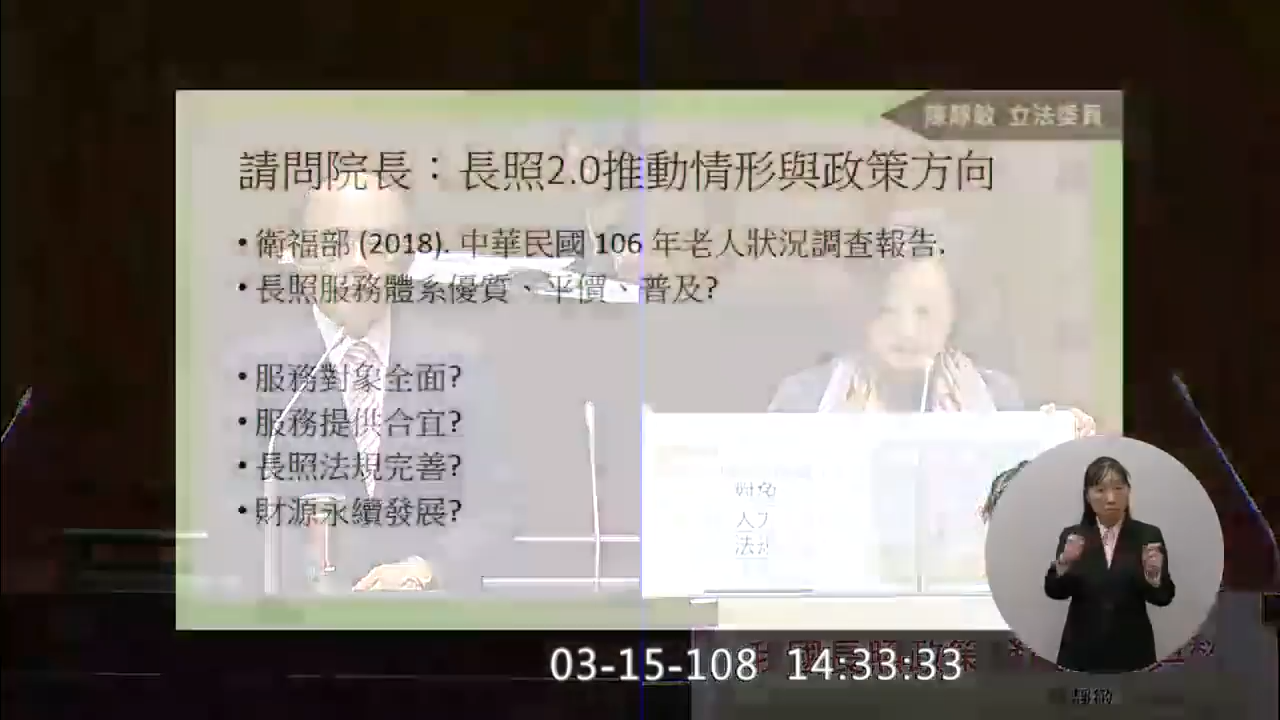 陳靜敏 立法委員
請問院長：長照2.0推動情形與政策方向
• 衛福部 (2018). 中華民國 106 年老人狀況調查報告.
• 長照服務體系優質、平價、普及?
• 服務對象全面?
• 服務提供合宜?
• 長照法規完善?
• 財源永續發展?
人力
03-15-108 14:33:33